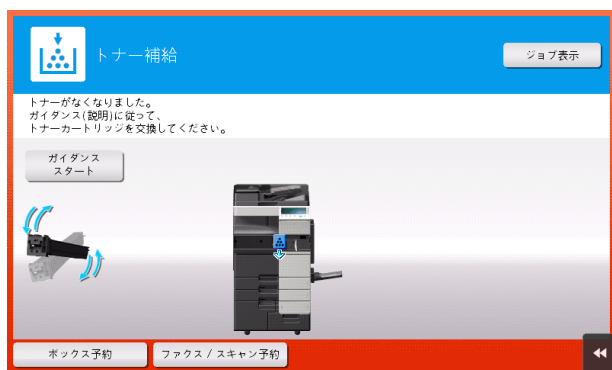 トナー補給
ジョブ表示
トナーがなくなりました。
ガイダンス(説明)に従って、
トナーカートリッジを交換してください。
ガイダンス
スタート
ボックス予約
ファクス / スキャン予約